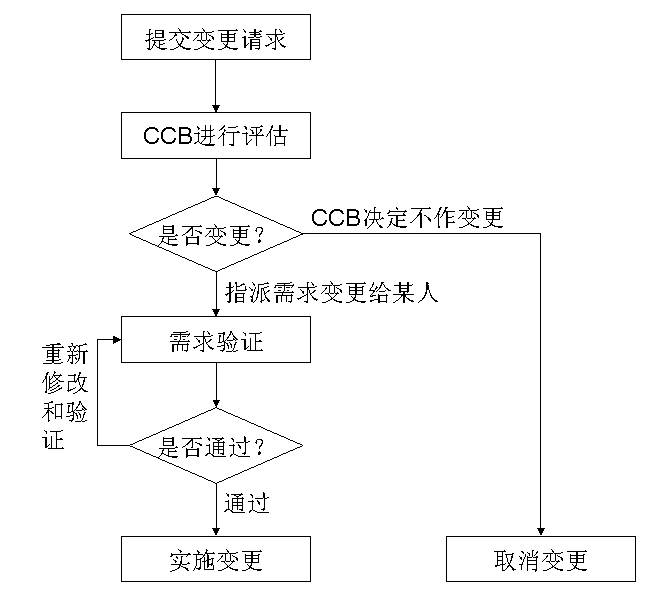 提交变更请求
CCB进行评估
是否变更？
CCB决定不作变更
指派需求变更给某人
需求验证
重新
修改
和验
证
是否通过？
通过
实施变更
取消变更